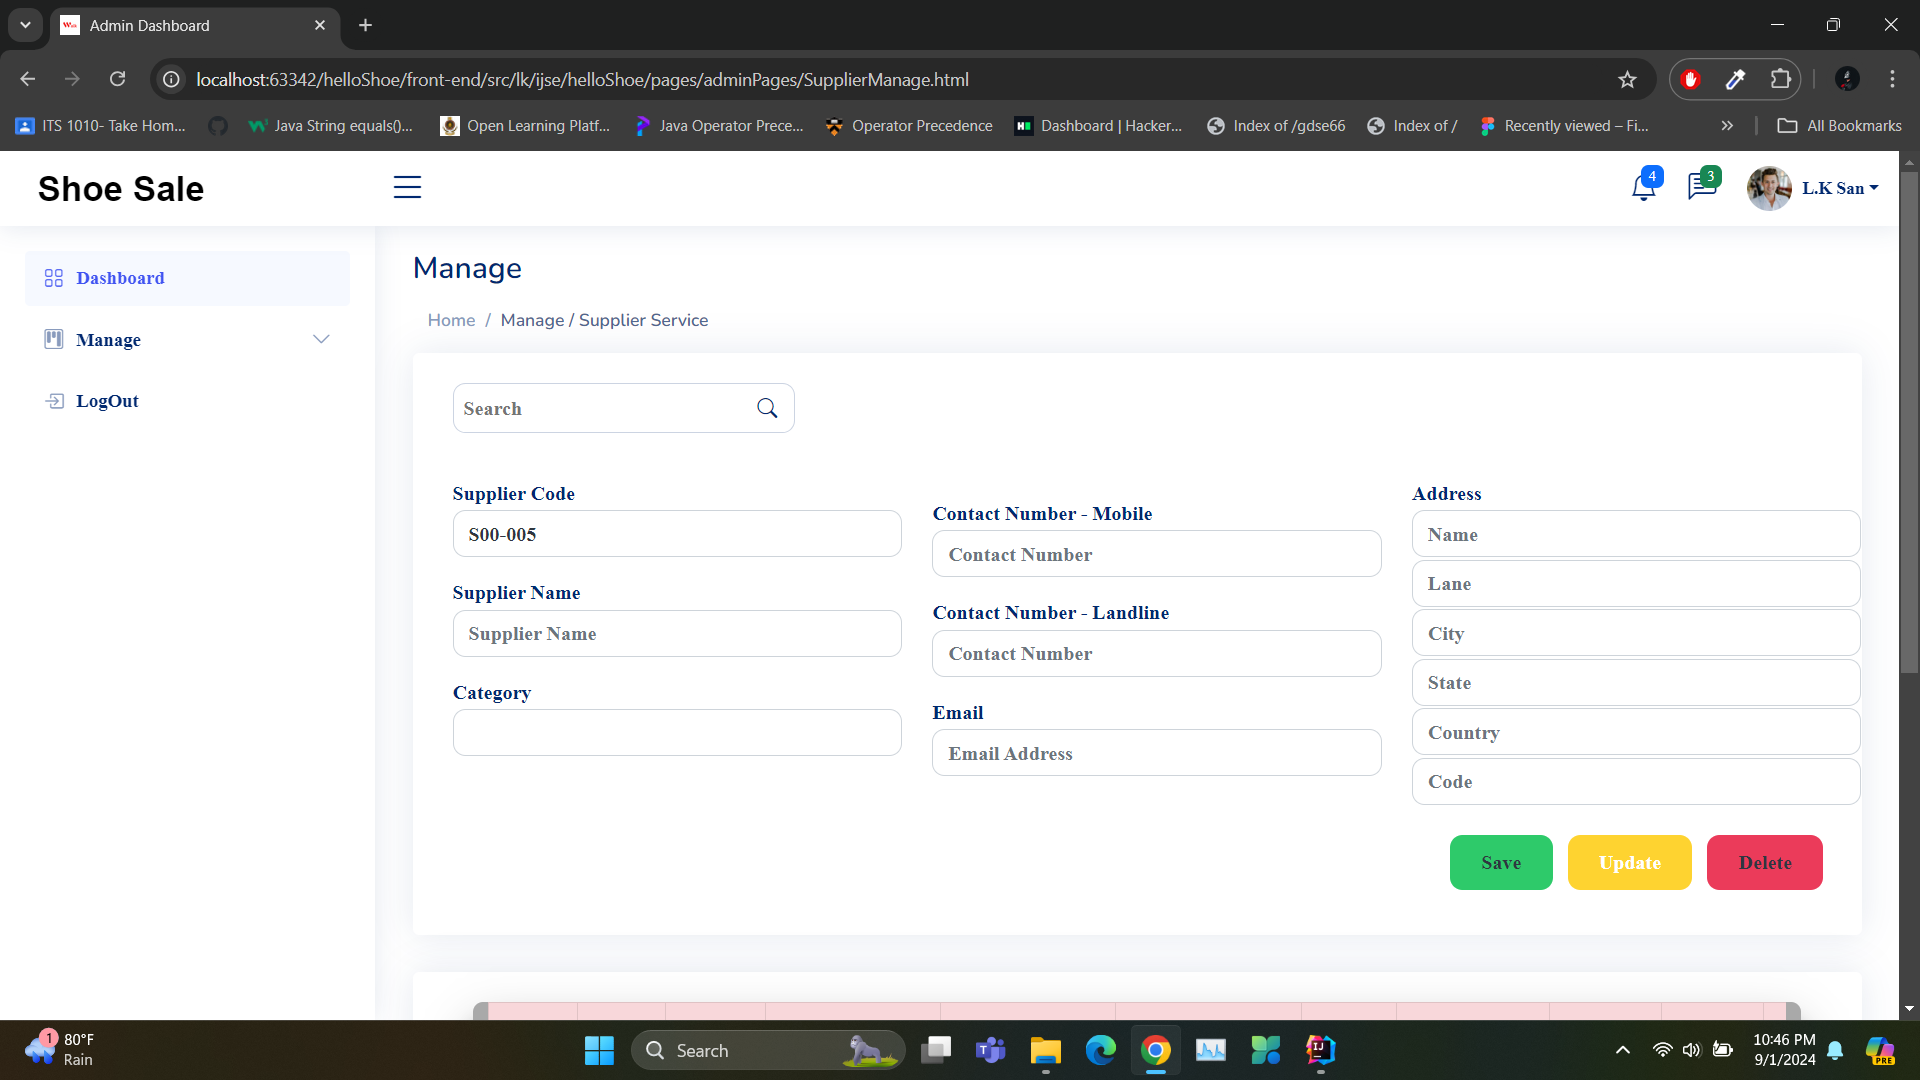 Admin Dashboard
localhost:63342/helloShoe/front-end/src/lk/ijse/helloShoe/pages/adminPages/SupplierManage.html
ITS 1010- Take Hom...
Java String equals()...
Open Learning Platf...
Java Operator Prece...
Operator Precedence
Dashboard | Hacker...
Index of /gdse66
Index of /
Recently viewed – Fi...
All Bookmarks
Shoe Sale
4
3
L.K San
Dashboard
Manage
LogOut
Manage
Home / Manage / Supplier Service
Search
Supplier Code
S00-005
Supplier Name
Supplier Name
Category
Contact Number - Mobile
Contact Number
Contact Number - Landline
Contact Number
Email
Email Address
Address
Name
Lane
City
State
Country
Code
Save
Update
Delete
1
80°F
Rain
Search
10:46 PM
9/1/2024
PRE